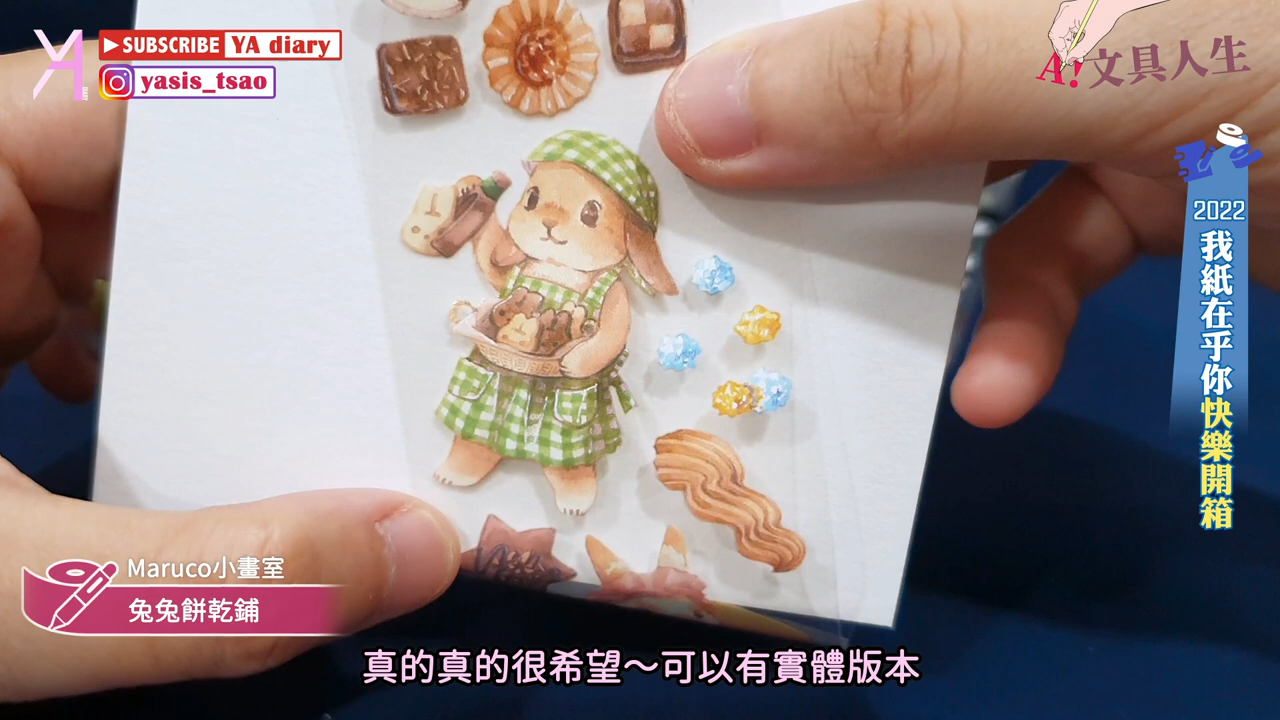 YA
DIARY
SUBSCRIBE YA diary
yasis_tsao
A!文具人生
2022
我紙在乎你快樂開箱
Maruco小畫室
兔兔餅乾鋪
真的真的很希望～可以有實體版本